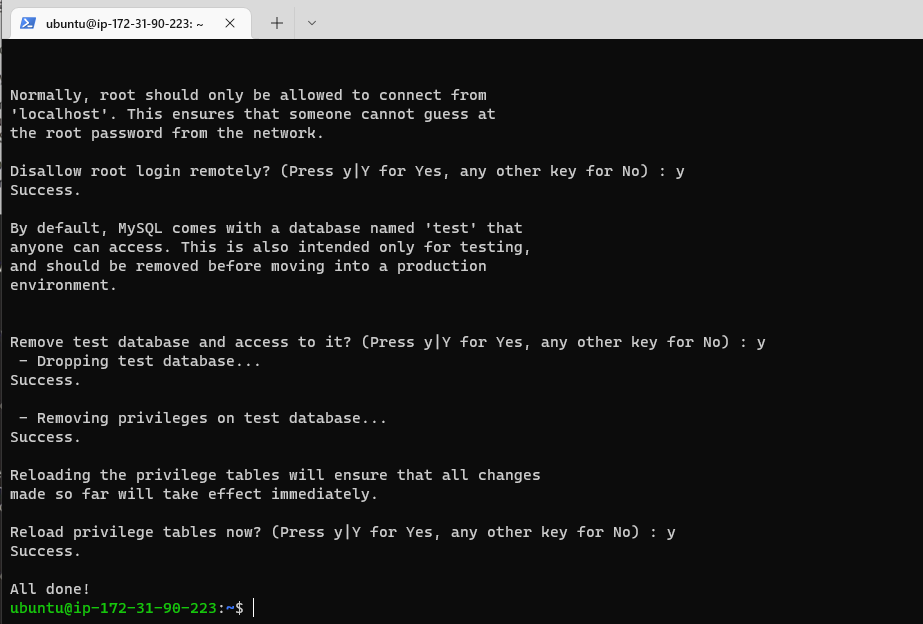 ubuntu@ip-172-31-90-223: ~
Normally, root should only be allowed to connect from
'localhost'. This ensures that someone cannot guess at
the root password from the network.
Disallow root login remotely? (Press y|Y for Yes, any other key for No) : y
Success.
By default, MySQL comes with a database named 'test' that
anyone can access. This is also intended only for testing,
and should be removed before moving into a production
environment.
Remove test database and access to it? (Press y|Y for Yes, any other key for No) : y
- Dropping test database...
Success.
- Removing privileges on test database...
Success.
Reloading the privilege tables will ensure that all changes
made so far will take effect immediately.
Reload privilege tables now? (Press y|Y for Yes, any other key for No) : y
Success.
All done!
ubuntu@ip-172-31-90-223:~$